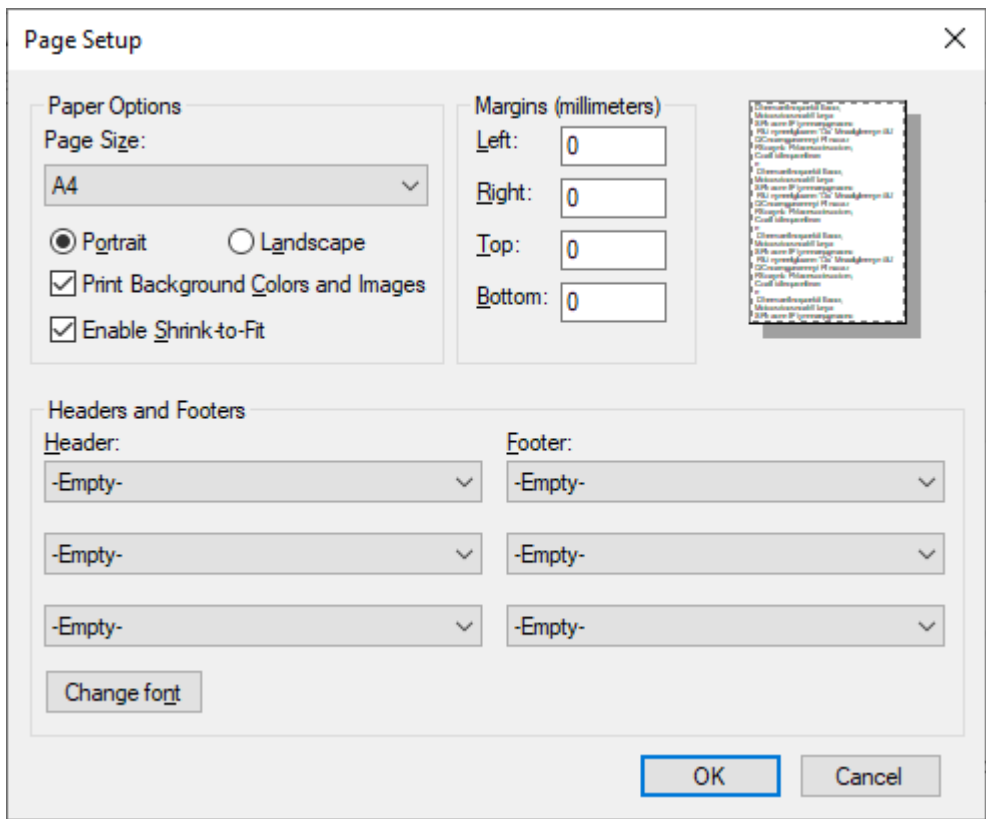 Page Setup
Paper Options
Page Size:
A4
Portrait
Landscape
Print Background Colors and Images
Enable Shrink-to-Fit
Margins (millimeters)
Left: 0
Right: 0
Top: 0
Bottom: 0
Headers and Footers
Header:
Footer:
-Empty-
-Empty-
-Empty-
-Empty-
-Empty-
-Empty-
Change font
OK
Cancel